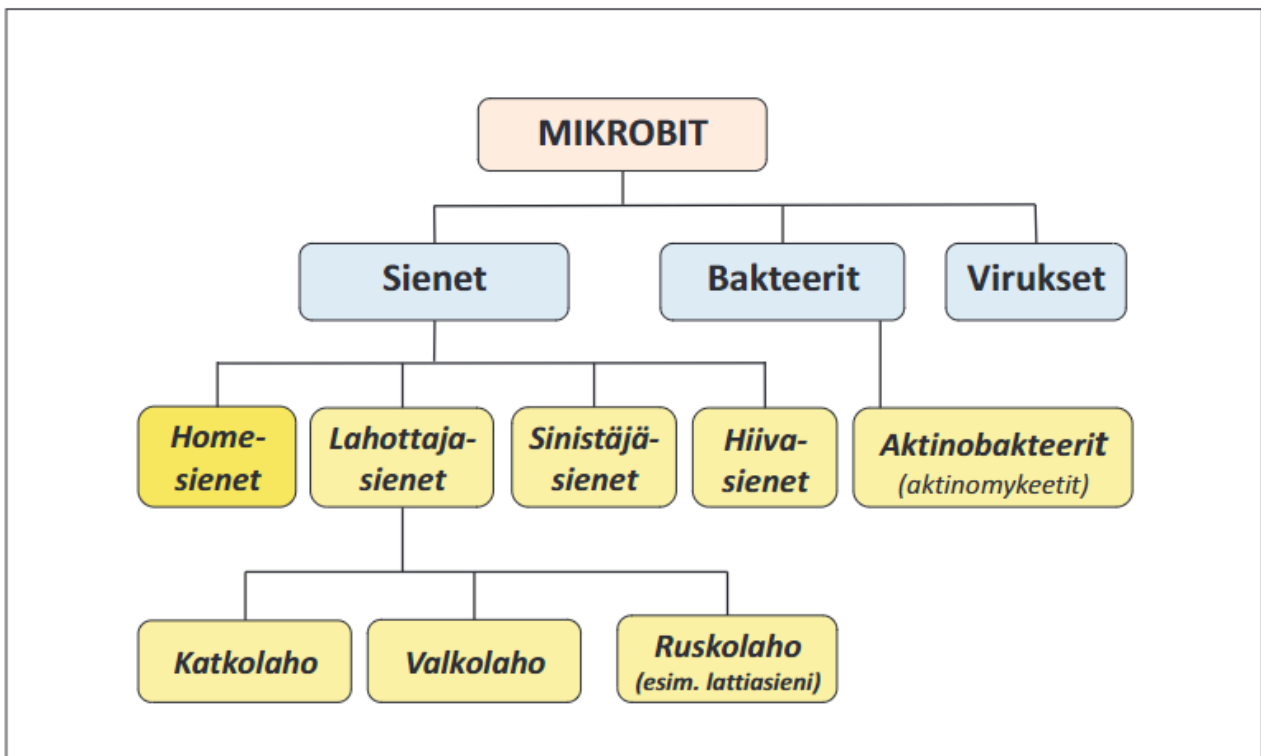 MIKROBIT
Sienet
Bakteerit
Virukset
Home-
sienet
Lahottaja-
sienet
Sinistäjä-
sienet
Hiiva-
sienet
Aktinobakteerit
(aktinomykeetit)
Katkolaho
Valkolaho
Ruskolaho
(esim. lattiasieni)